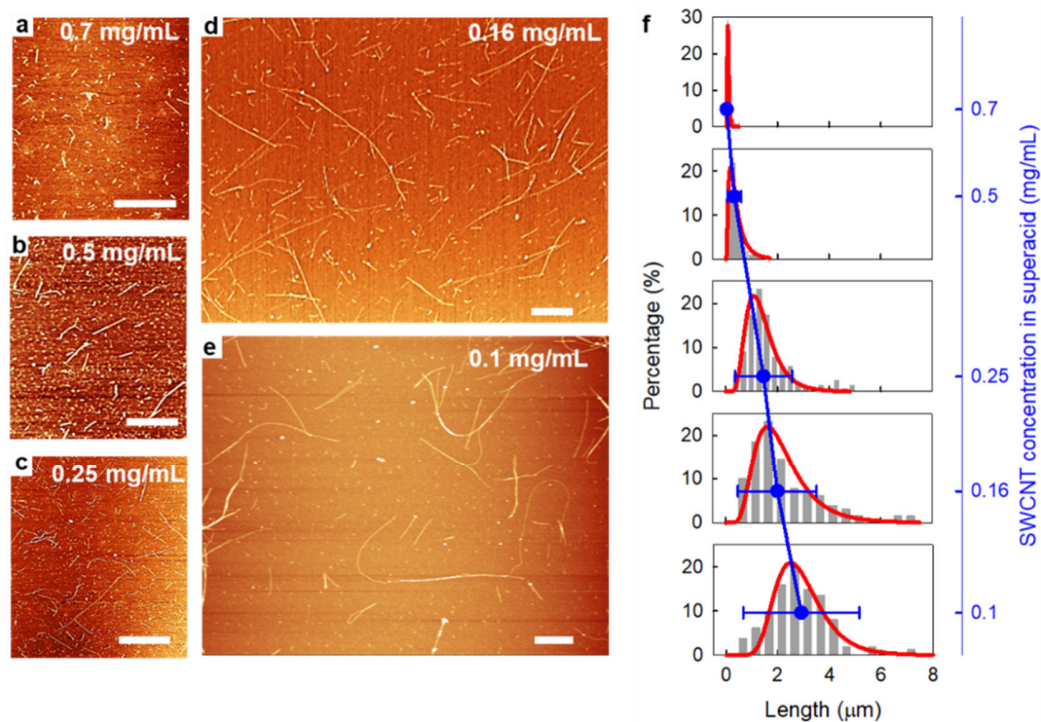 a
0.7 mg/mL
b
0.5 mg/mL
c
0.25 mg/mL
d
0.16 mg/mL
e
0.1 mg/mL
f
30
20
10
0
20
10
0
20
10
0
20
10
0
20
10
0
Percentage (%)
0 2 4 6 8
Length (μm)
0.7
0.5
0.25
0.16
0.1
SWCNT concentration in superacid (mg/mL)